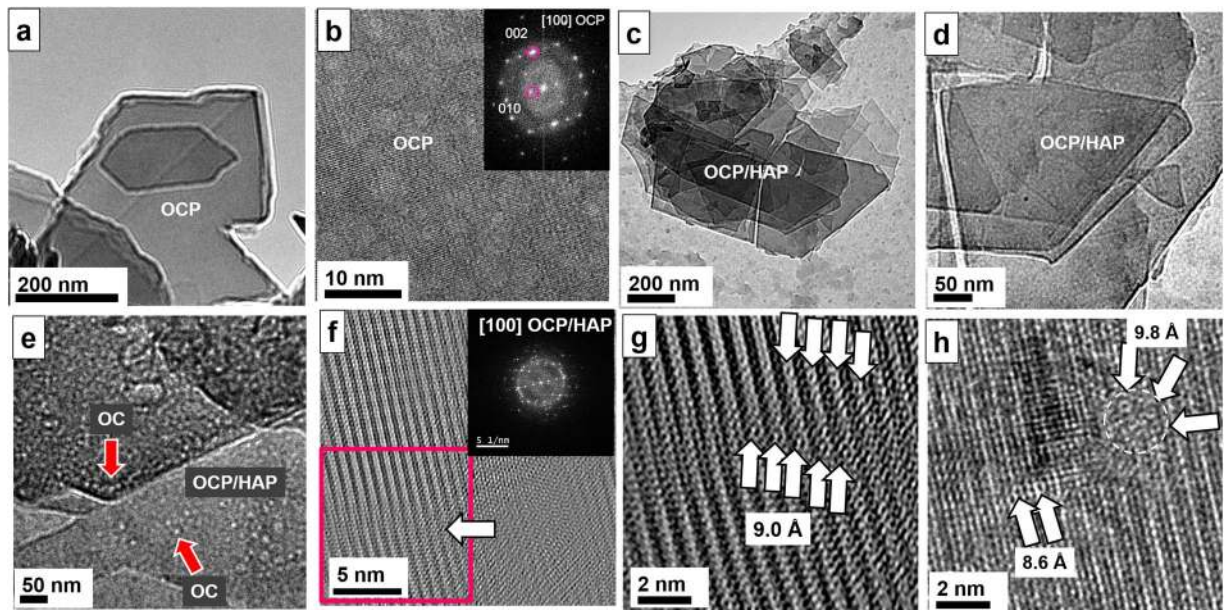 a
OCP
200 nm
b
[100] OCP
002
010
OCP
10 nm
c
OCP/HAP
200 nm
d
OCP/HAP
50 nm
e
OC
OCP/HAP
OC
50 nm
f
[100] OCP/HAP
5 1/nm
5 nm
g
9.0 Å
2 nm
h
9.8 Å
8.6 Å
2 nm